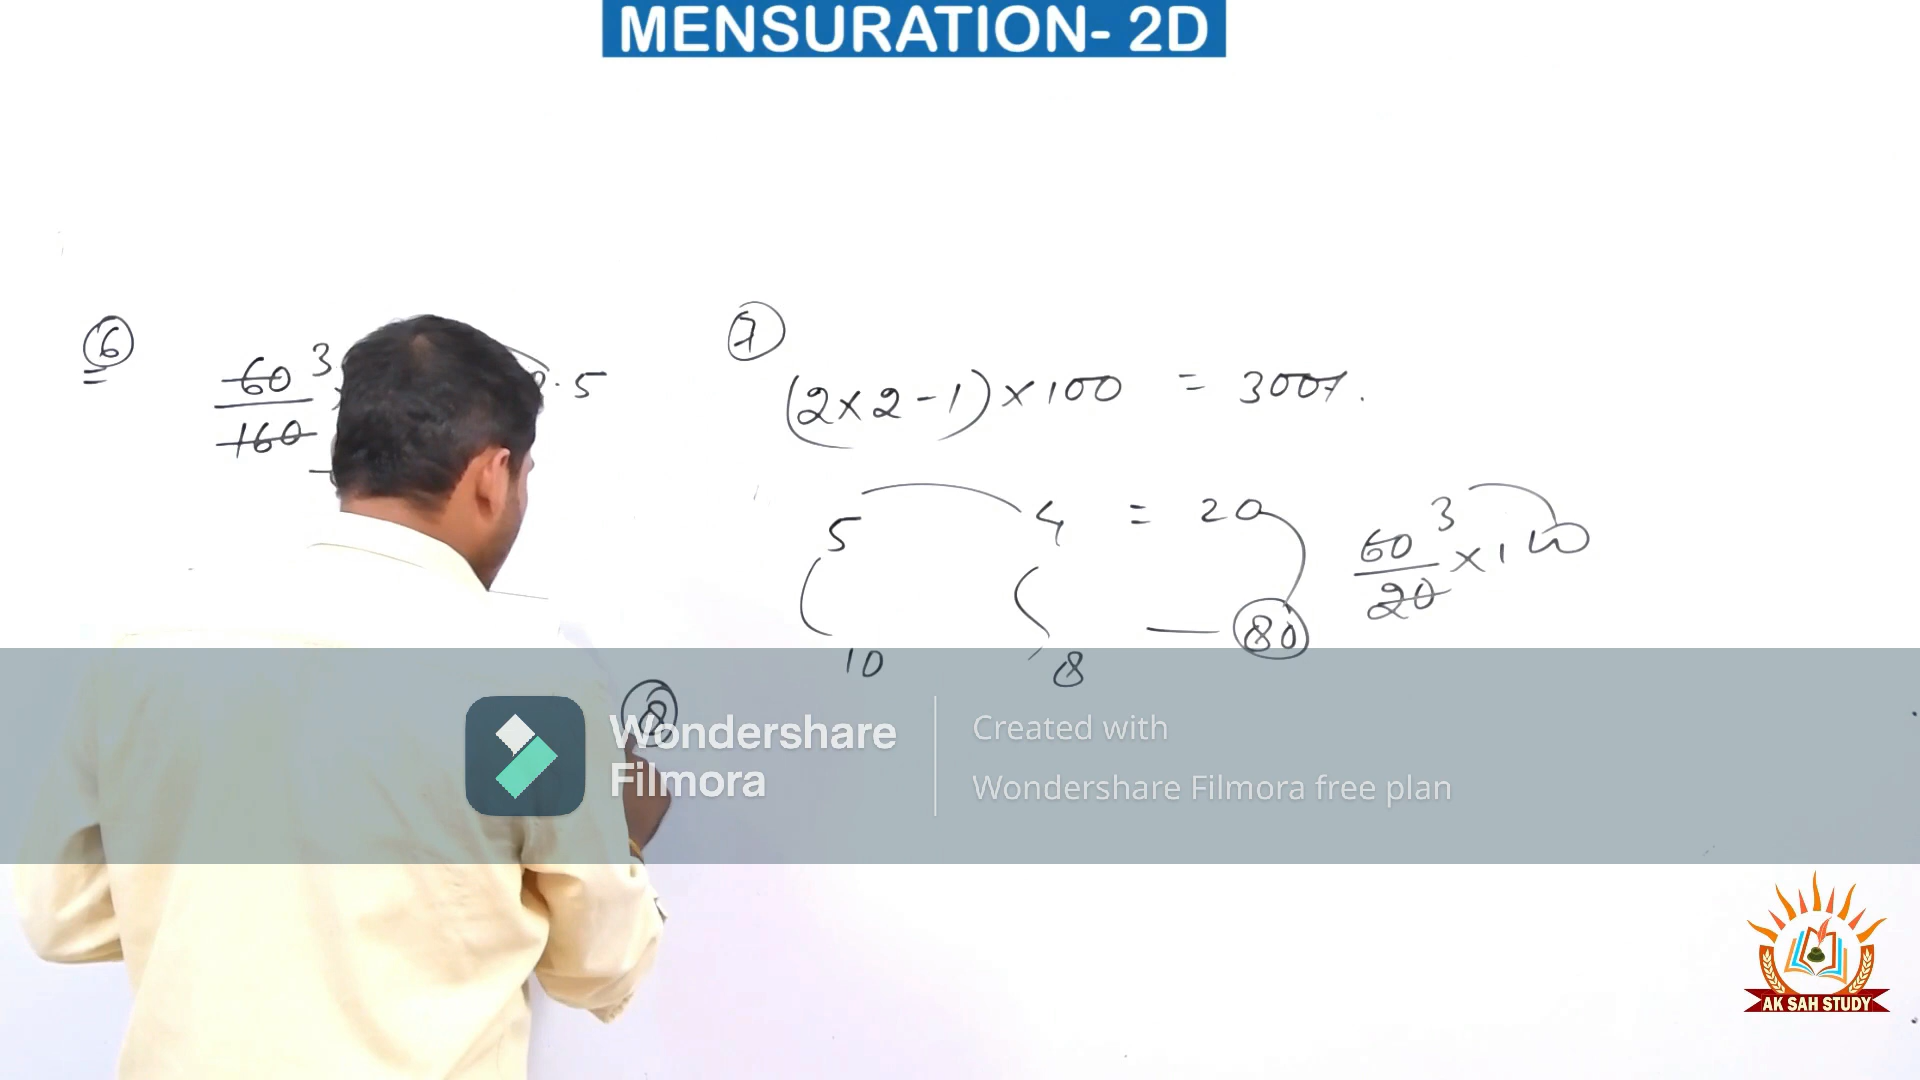 MENSURATION- 2D
6
60 3
160
.5
7
(2×2-1)×100 = 300%.
5 4 = 20
10 8 — 80
60 3
20 ×100
8
Wondershare
Filmora
Created with
Wondershare Filmora free plan
AK SAH STUDY